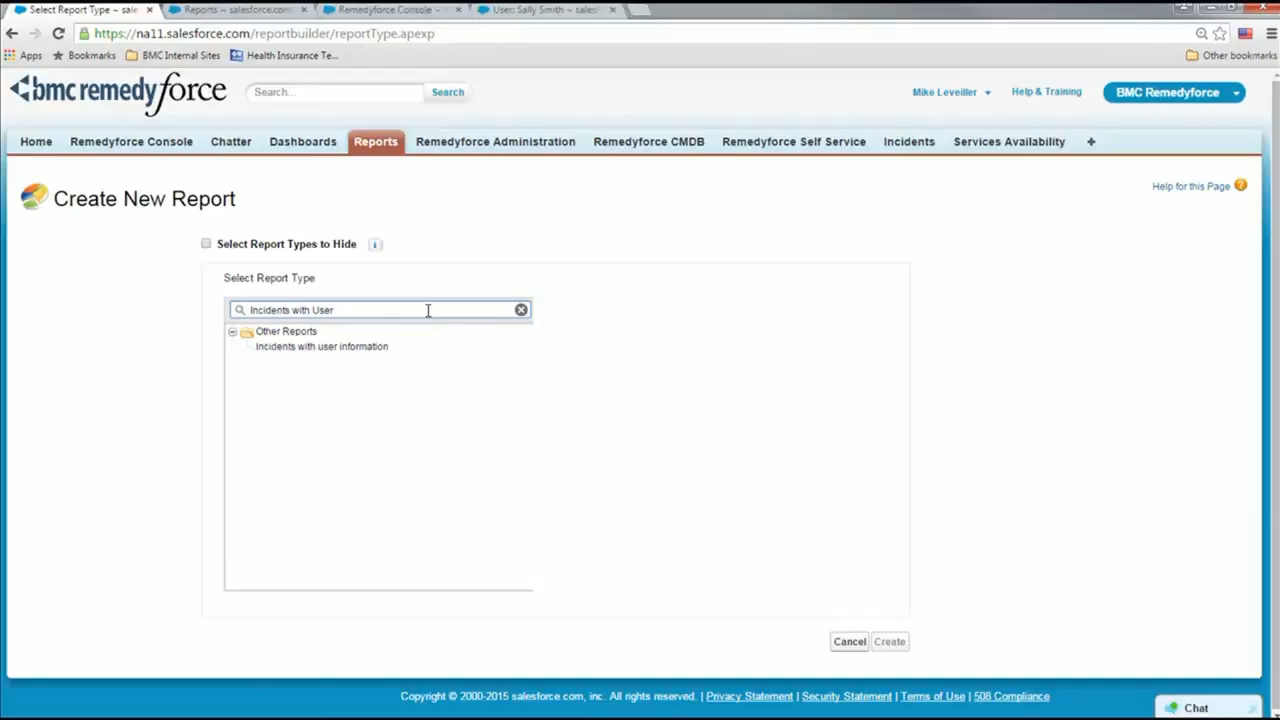 Select Report Type ~ sale
Reports ~ salesforce.com
Remedyforce Console ~
User: Sally Smith ~ sales
https://na11.salesforce.com/reportbuilder/reportType.apexp
Apps Bookmarks BMC Internal Sites Health Insurance Te... Other bookmarks
bmc remedyforce
Search... Search
Mike Leveiller Help & Training BMC Remedyforce
Home Remedyforce Console Chatter Dashboards Reports Remedyforce Administration Remedyforce CMDB Remedyforce Self Service Incidents Services Availability +
Create New Report
Help for this Page ?
Select Report Types to Hide i
Select Report Type
Incidents with User
Other Reports
Incidents with user information
Cancel Create
Copyright © 2000-2015 salesforce.com, inc. All rights reserved. | Privacy Statement | Security Statement | Terms of Use | 508 Compliance
Chat